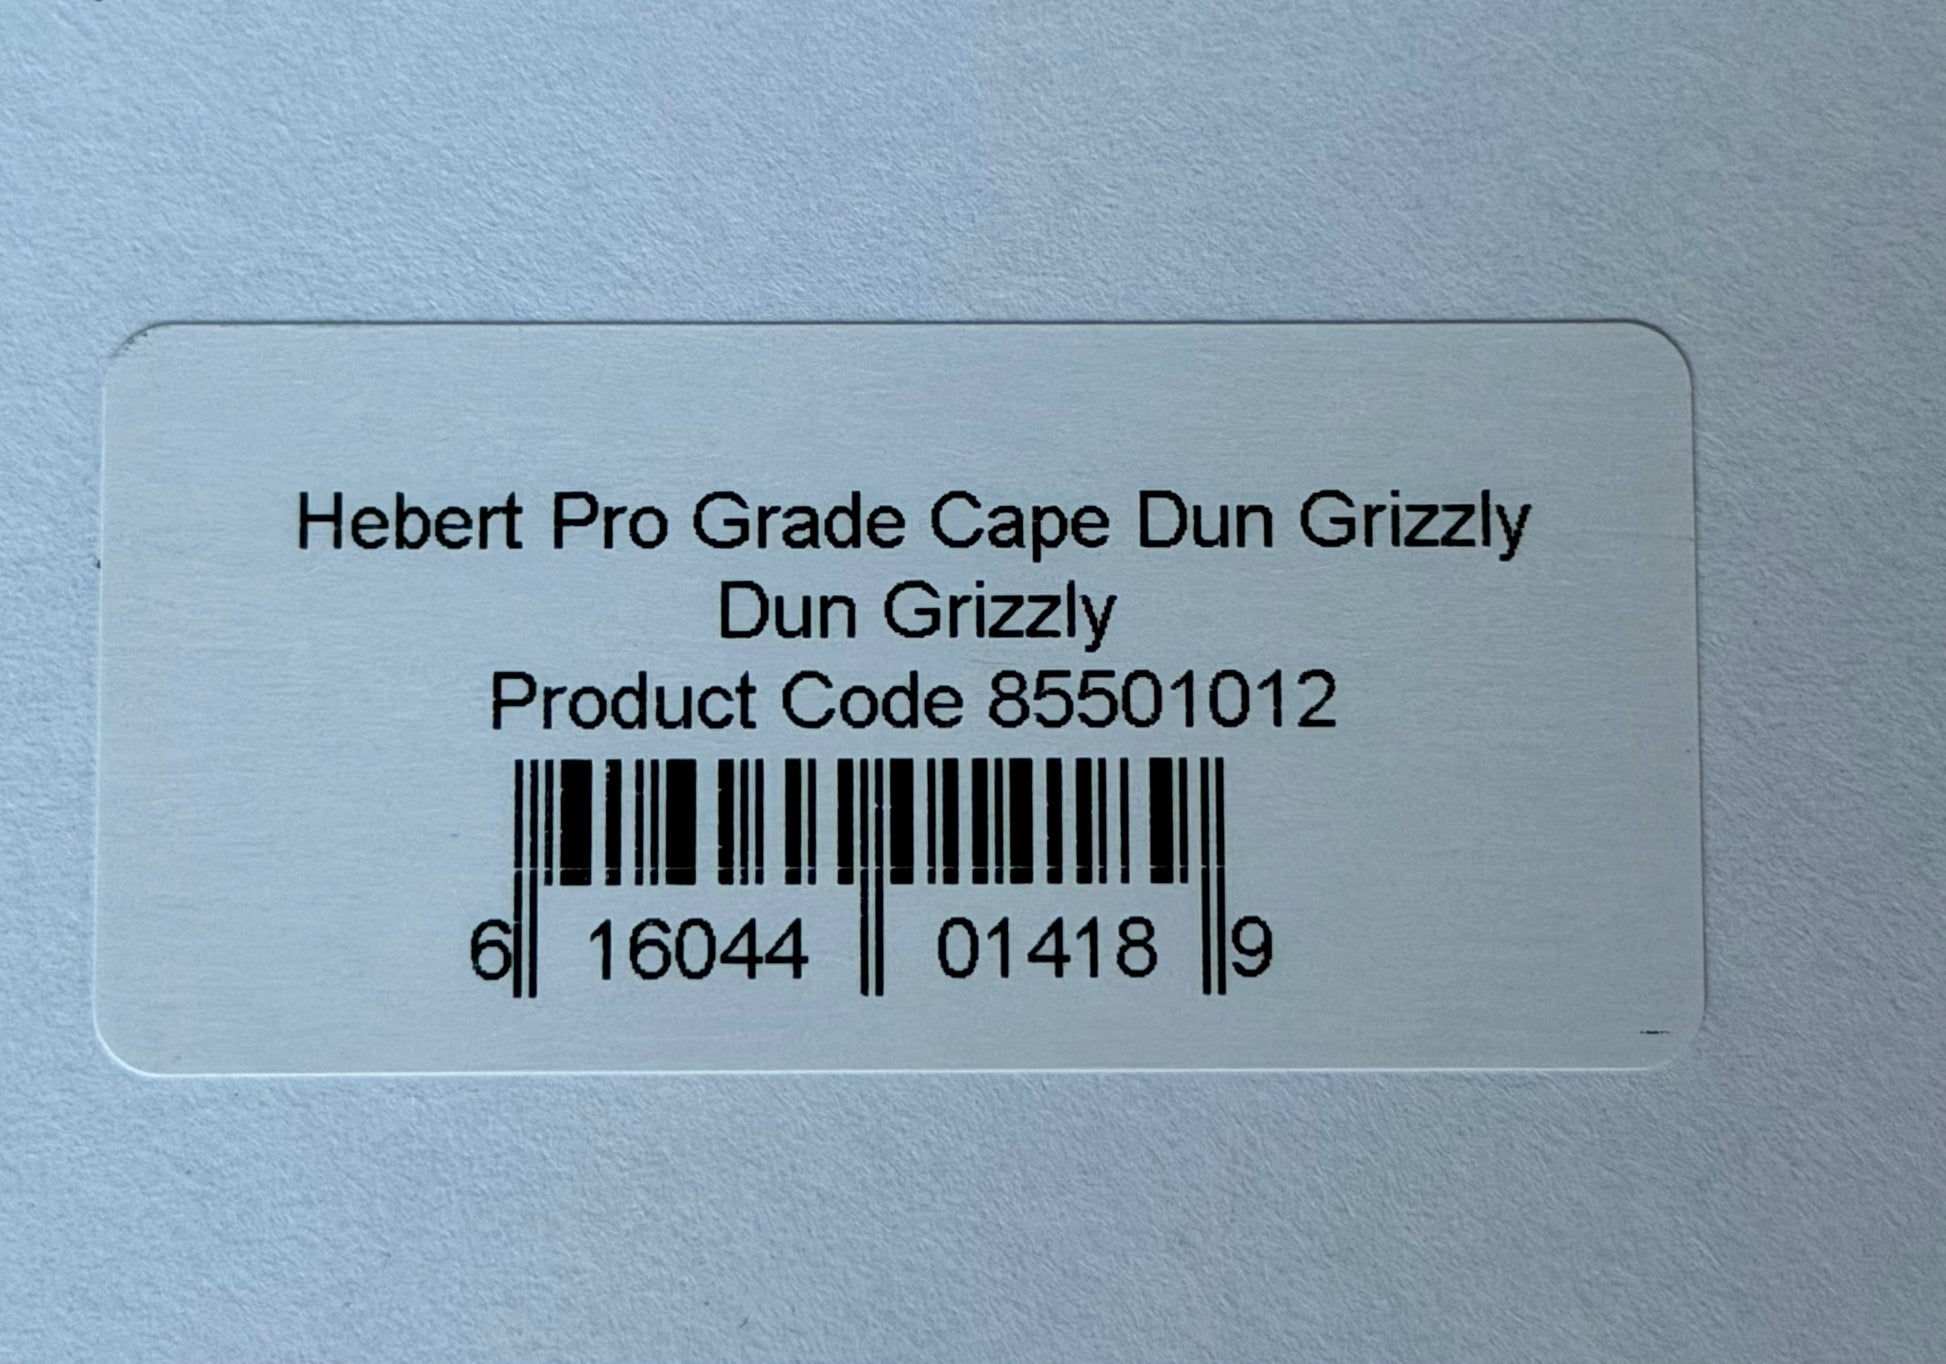 Hebert Pro Grade Cape Dun Grizzly
Dun Grizzly
Product Code 85501012
6 16044 01418 9